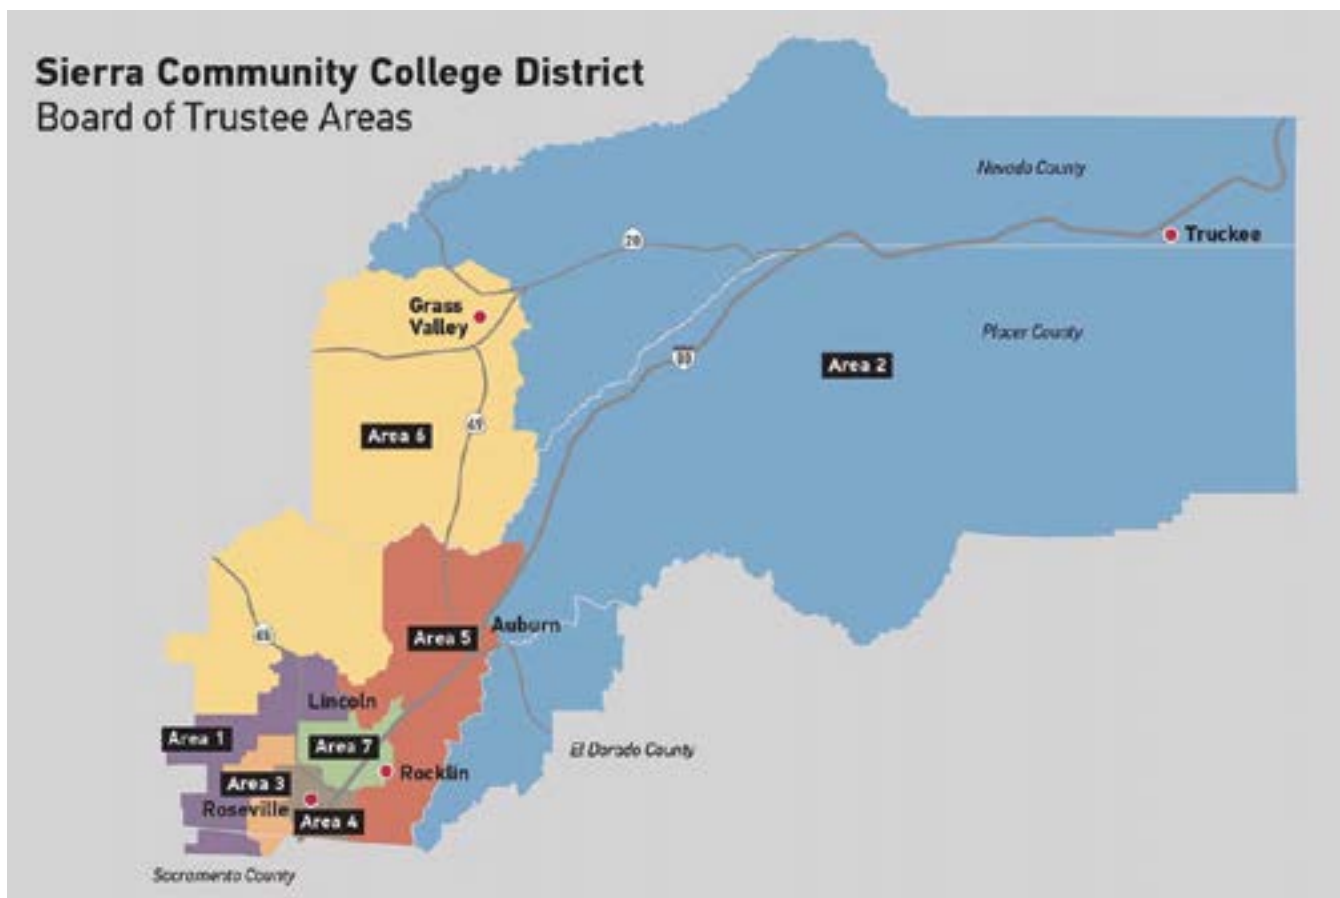 Sierra Community College District
Board of Trustee Areas
Nevada County
20
Truckee
Grass
Valley
Placer County
80
Area 2
49
Area 6
Auburn
Area 5
65
Lincoln
Area 1
Area 7
El Dorado County
Rocklin
Area 3
Roseville
Area 4
Sacramento County